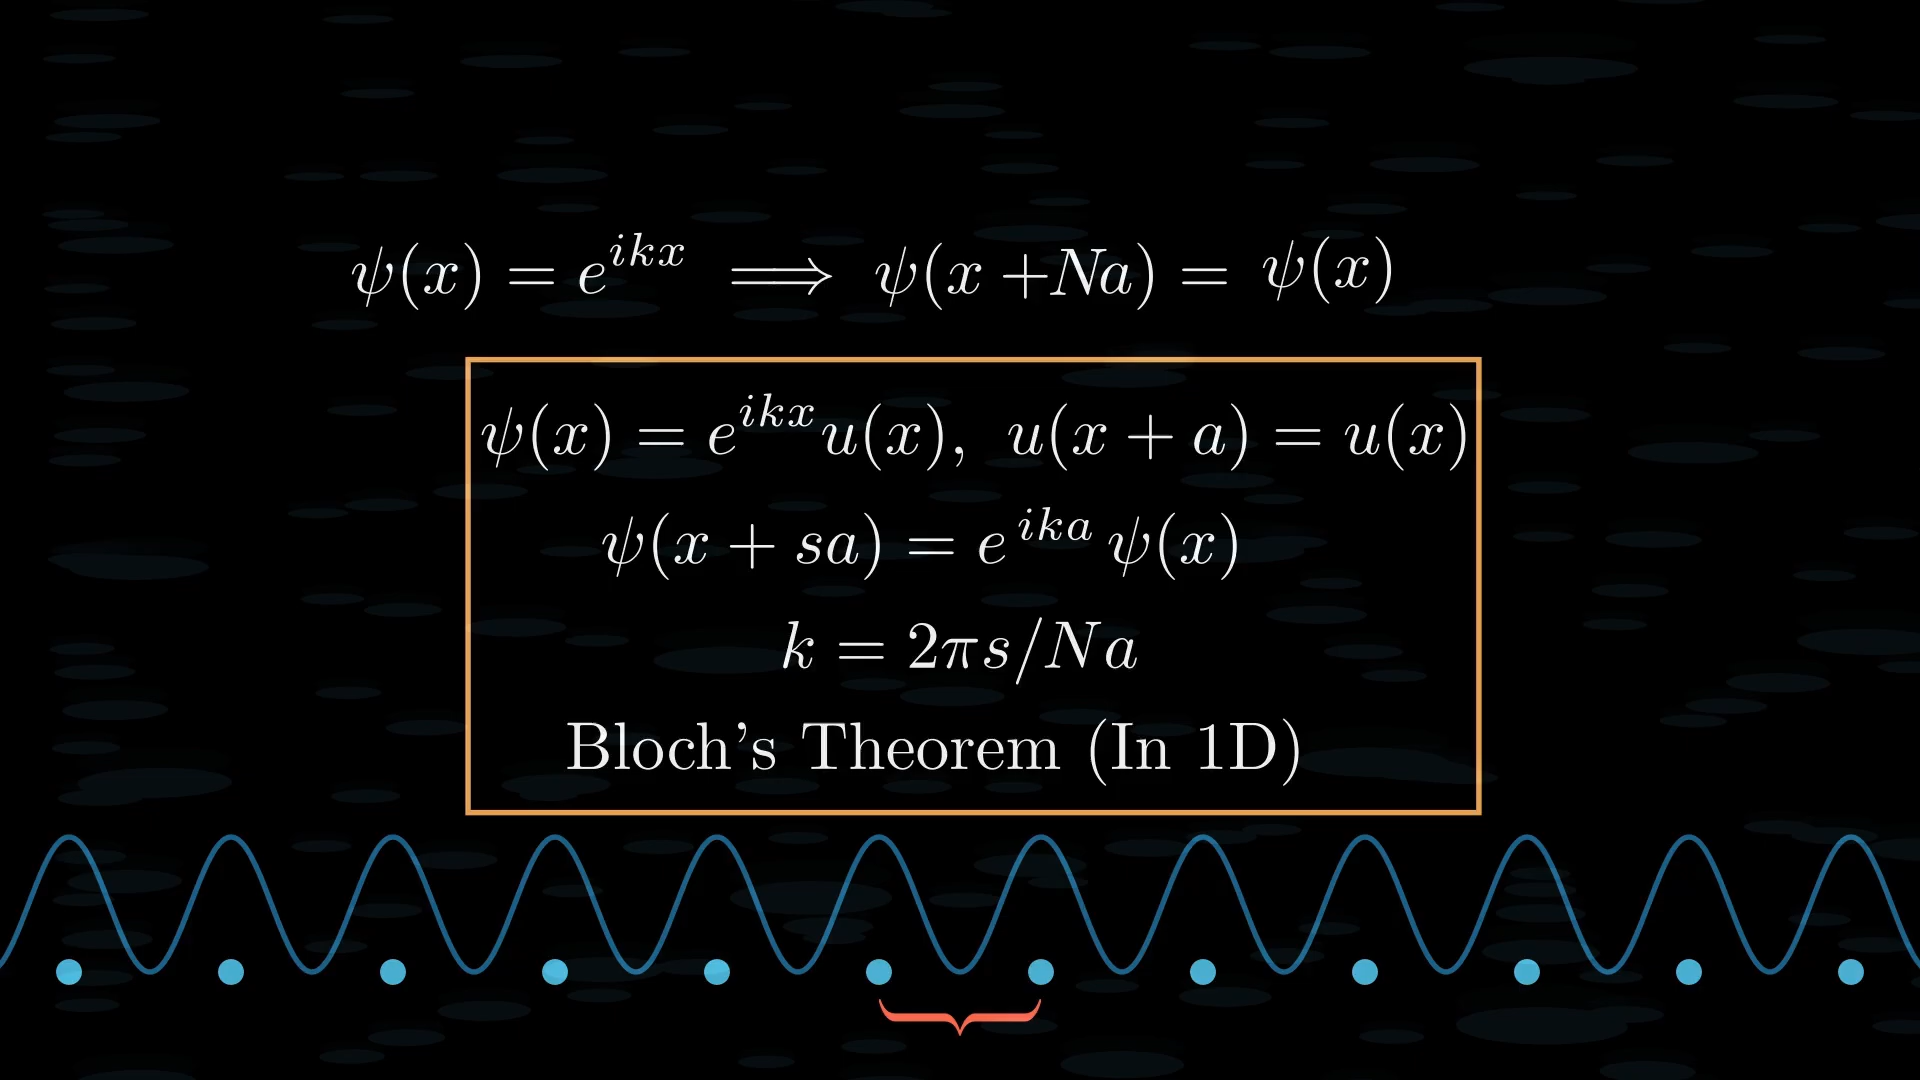 ψ(x) = e^{ikx} ⟹ ψ(x +Na) = ψ(x)
ψ(x) = e^{ikx}u(x), u(x + a) = u(x)
ψ(x + sa) = e^{ika} ψ(x)
k = 2πs/Na
Bloch's Theorem (In 1D)